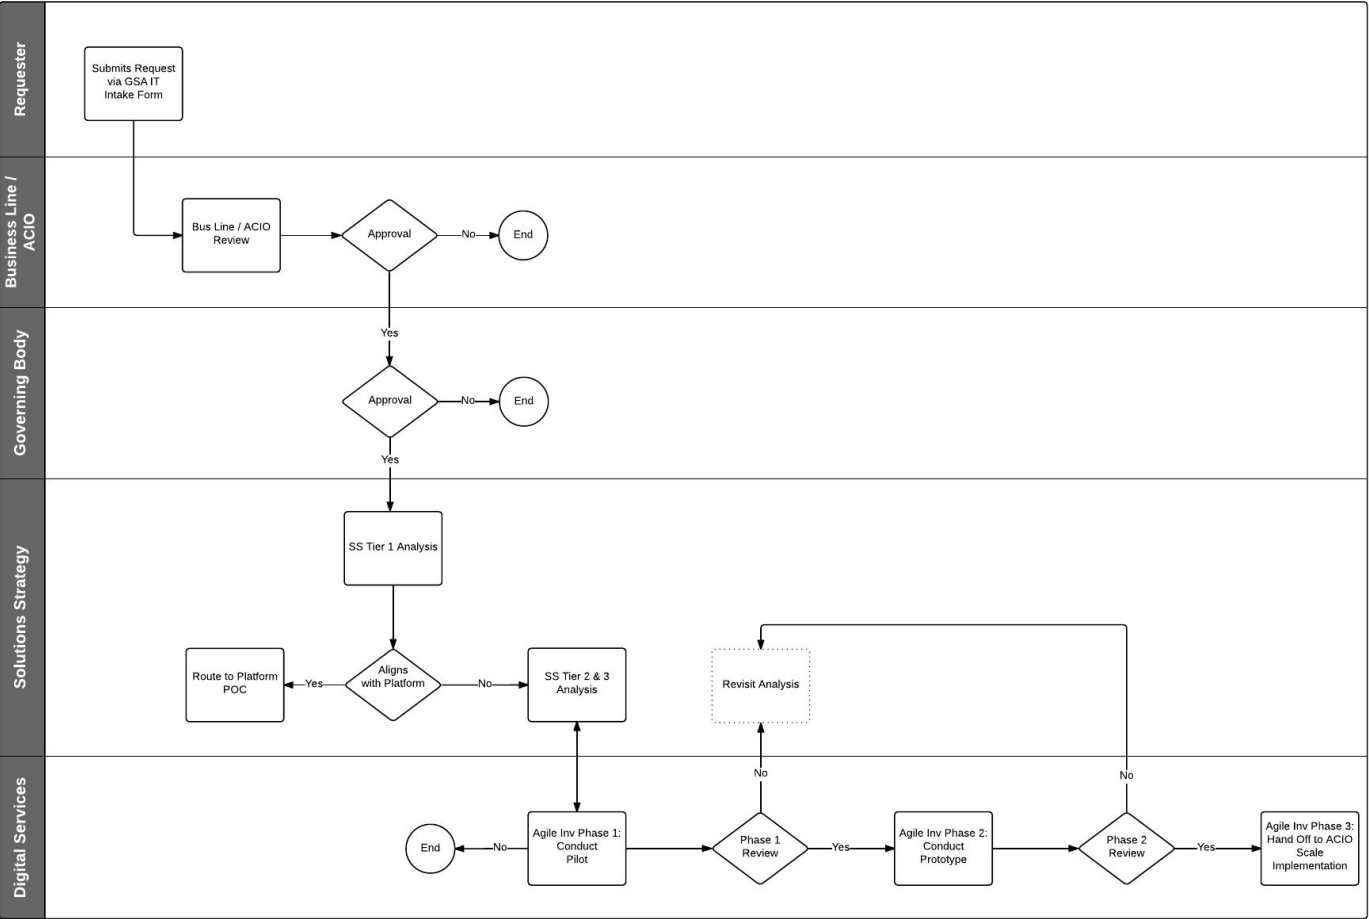 Requester
Submits Request
via GSA IT
Intake Form
Business Line /
ACIO
Bus Line / ACIO
Review
Approval
No
End
Yes
Governing Body
Approval
No
End
Yes
Solutions Strategy
SS Tier 1 Analysis
Route to Platform
POC
Yes
Aligns
with Platform
No
SS Tier 2 & 3
Analysis
Revisit Analysis
Digital Services
End
No
Agile Inv Phase 1:
Conduct
Pilot
No
Phase 1
Review
Yes
Agile Inv Phase 2:
Conduct
Prototype
No
Phase 2
Review
Yes
Agile Inv Phase 3:
Hand Off to ACIO
Scale
Implementation